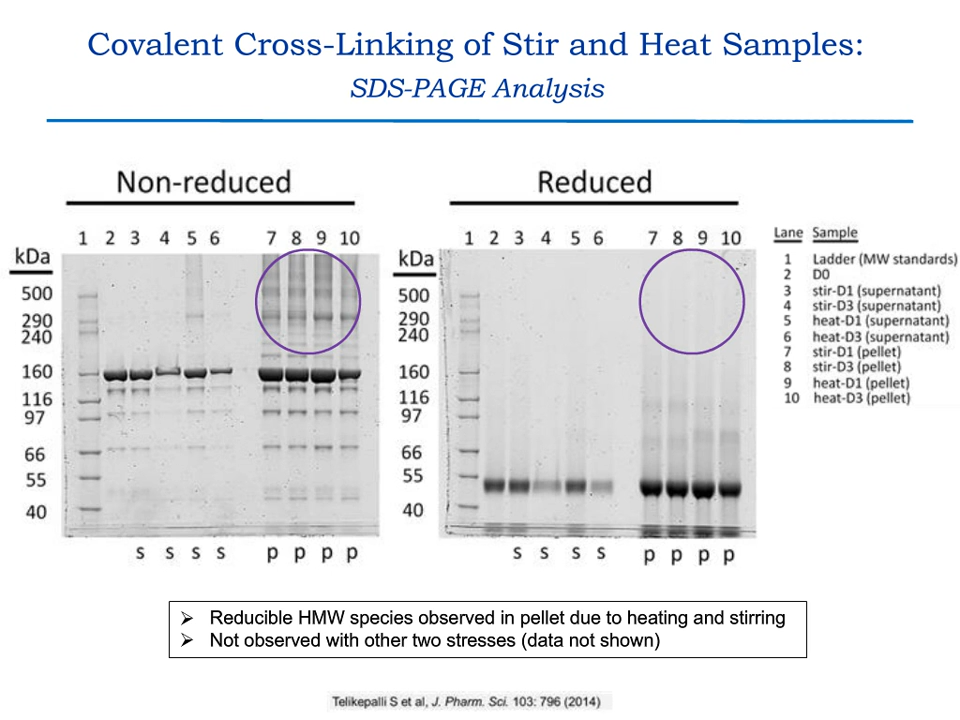 Covalent Cross-Linking of Stir and Heat Samples:
SDS-PAGE Analysis
Non-reduced
1 2 3 4 5 6 7 8 9 10
kDa
500
290
240
160
116
97
66
55
40
s s s s p p p p
Reduced
1 2 3 4 5 6 7 8 9 10
kDa
500
290
240
160
116
97
66
55
40
s s s s p p p p
Lane Sample
1 Ladder (MW standards)
2 D0
3 stir-D1 (supernatant)
4 stir-D3 (supernatant)
5 heat-D1 (supernatant)
6 heat-D3 (supernatant)
7 stir-D1 (pellet)
8 stir-D3 (pellet)
9 heat-D1 (pellet)
10 heat-D3 (pellet)
➢ Reducible HMW species observed in pellet due to heating and stirring
➢ Not observed with other two stresses (data not shown)
Telikepalli S et al, J. Pharm. Sci. 103: 796 (2014)